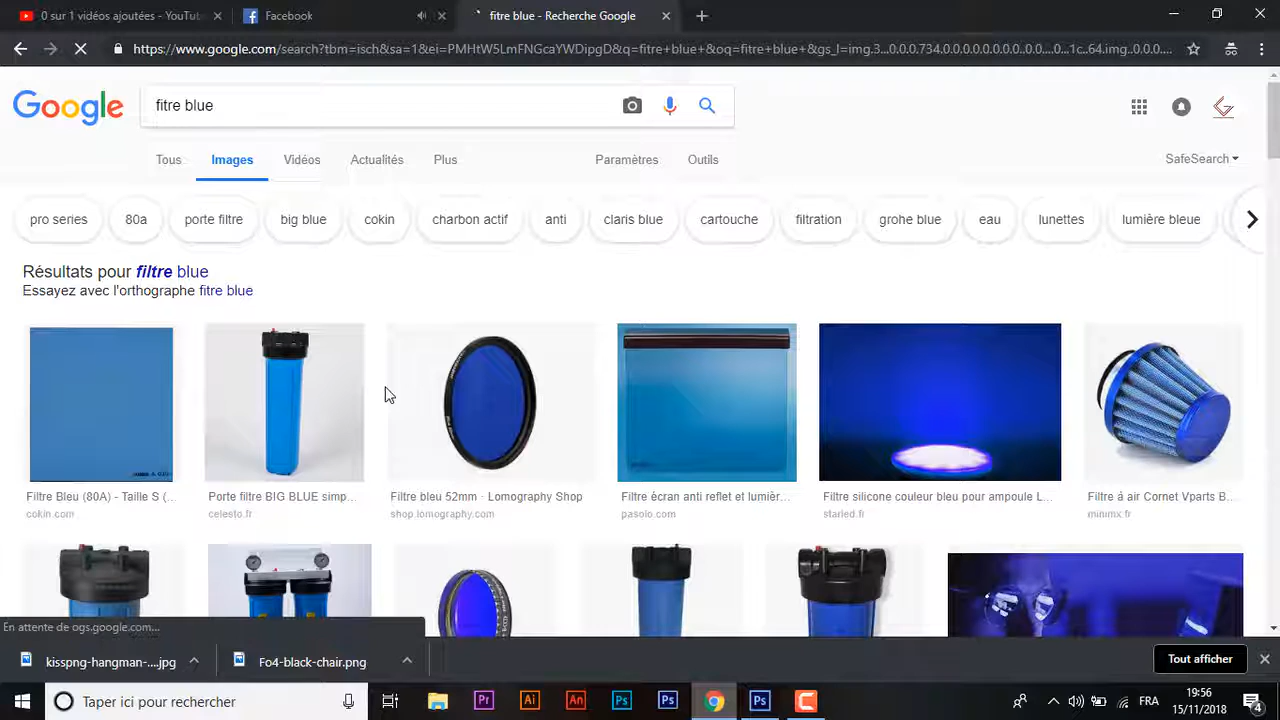 0 sur 1 vidéos ajoutées - YouTu
Facebook
fitre blue - Recherche Google
https://www.google.com/search?tbm=isch&sa=1&ei=PMHtW5LmFNGcaYWDipgD&q=fitre+blue+&oq=fitre+blue+&gs_l=img.3...0.0.0.734.0.0.0.0.0.0.0.0..0....0...1c..64.img..0.0.0....
Google
fitre blue
Tous
Images
Vidéos
Actualités
Plus
Paramètres
Outils
SafeSearch
pro series
80a
porte filtre
big blue
cokin
charbon actif
anti
claris blue
cartouche
filtration
grohe blue
eau
lunettes
lumière bleue
Résultats pour filtre blue
Essayez avec l'orthographe fitre blue
Filtre Bleu (80A) - Taille S (...
Porte filtre BIG BLUE simp...
Filtre bleu 52mm · Lomography Shop
Filtre écran anti reflet et lumièr...
Filtre silicone couleur bleu pour ampoule L...
Filtre à air Cornet Vparts B...
cokin.com
celesto.fr
shop.lomography.com
pasolo.com
starled.fr
minimx.fr
En attente de ogs.google.com...
kisspng-hangman-....jpg
Fo4-black-chair.png
Tout afficher
Taper ici pour rechercher
Pr
Ai
An
Ps
Ps
Ps
FRA
19:56
15/11/2018
4